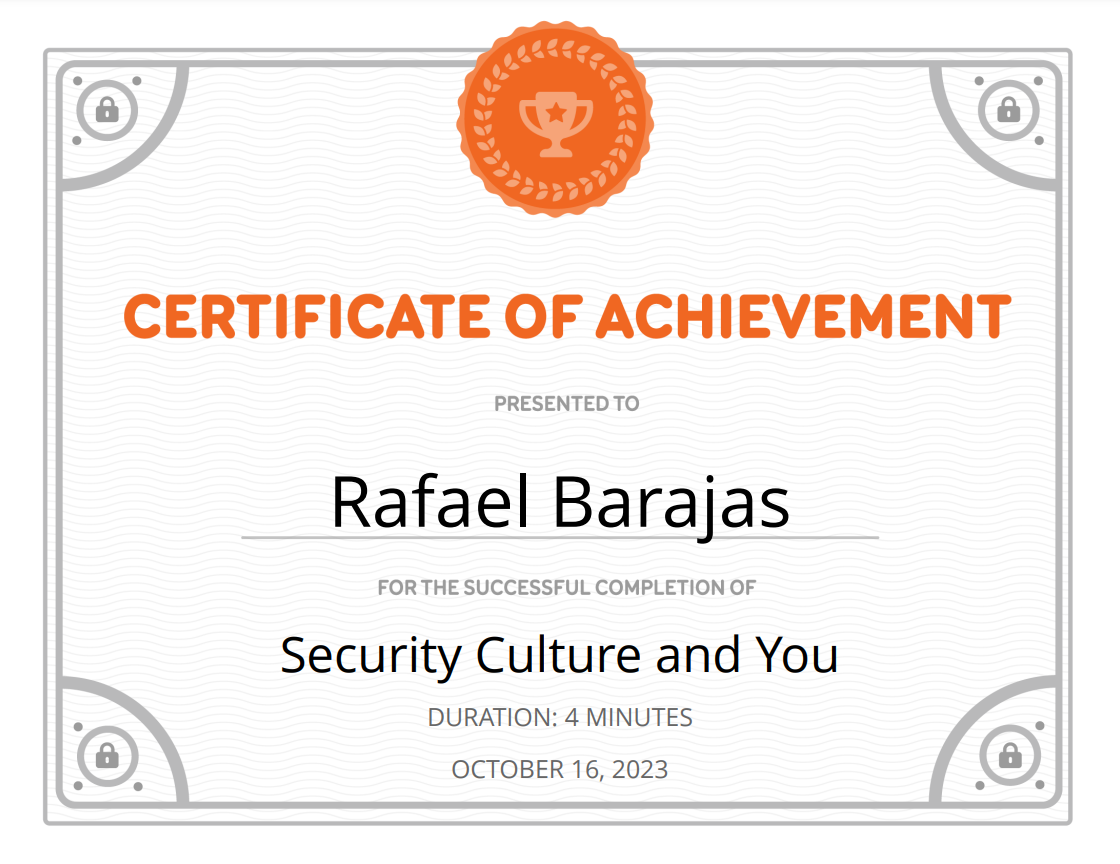 CERTIFICATE OF ACHIEVEMENT
PRESENTED TO
Rafael Barajas
FOR THE SUCCESSFUL COMPLETION OF
Security Culture and You
DURATION: 4 MINUTES
OCTOBER 16, 2023